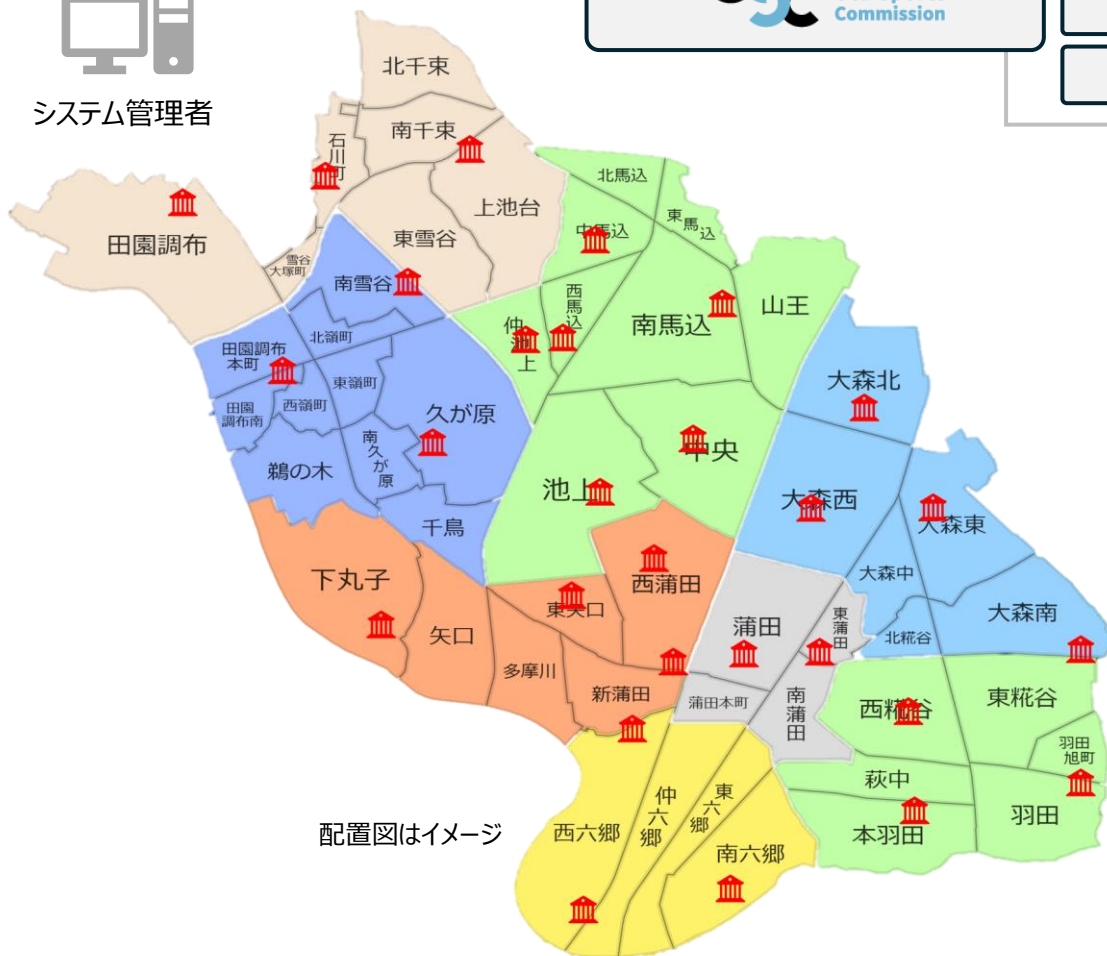 Commission
システム管理者
北千束
南千束
石川町
上池台
田園調布
東雪谷
雪谷
大塚町
北馬込
東馬込
中馬込
南雪谷
西馬込
南馬込
山王
仲池上
北嶺町
田園調布
本町
東嶺町
西嶺町
田園
調布南
久が原
南久が原
鵜の木
千鳥
大森北
中央
池上
大森西
大森東
大森中
大森南
北糀谷
下丸子
矢口
東矢口
西蒲田
多摩川
新蒲田
蒲田
東蒲田
蒲田本町
南蒲田
西糀谷
東糀谷
羽田
旭町
萩中
本羽田
羽田
配置図はイメージ
西六郷
仲六郷
東六郷
南六郷